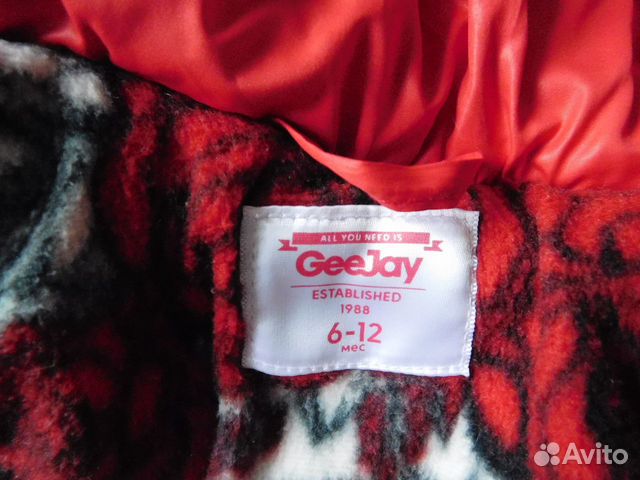 ALL YOU NEED IS
GeeJay
ESTABLISHED
1988
6-12
мес
Avito